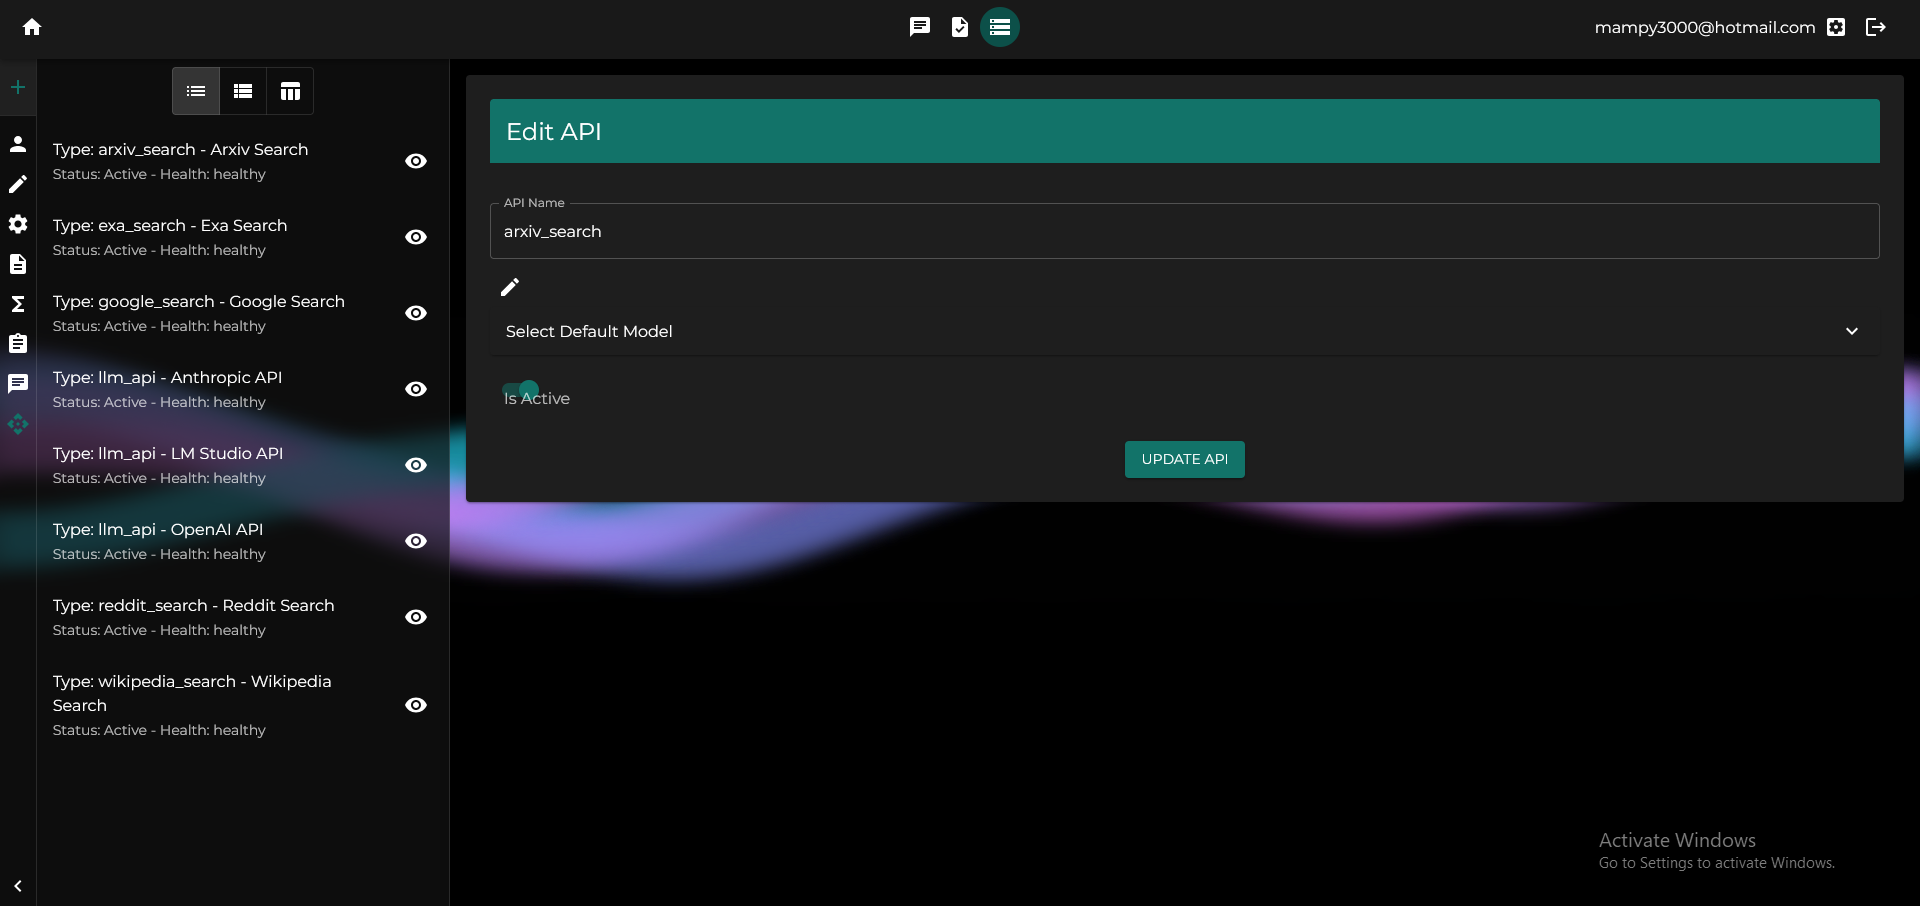 mampy3000@hotmail.com
Type: arxiv_search - Arxiv Search
Status: Active - Health: healthy
Type: exa_search - Exa Search
Status: Active - Health: healthy
Type: google_search - Google Search
Status: Active - Health: healthy
Type: llm_api - Anthropic API
Status: Active - Health: healthy
Type: llm_api - LM Studio API
Status: Active - Health: healthy
Type: llm_api - OpenAI API
Status: Active - Health: healthy
Type: reddit_search - Reddit Search
Status: Active - Health: healthy
Type: wikipedia_search - Wikipedia
Search
Status: Active - Health: healthy
Edit API
API Name
arxiv_search
Select Default Model
Is Active
UPDATE API
Activate Windows
Go to Settings to activate Windows.